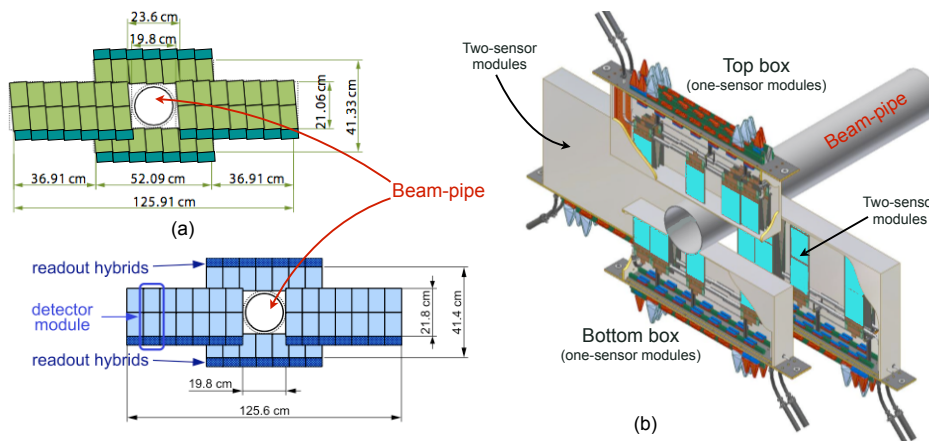 23.6 cm
19.8 cm
21.06 cm
41.33 cm
36.91 cm
52.09 cm
36.91 cm
125.91 cm
(a)
Beam-pipe
readout hybrids
detector
module
readout hybrids
21.8 cm
41.4 cm
19.8 cm
125.6 cm
Two-sensor
modules
Top box
(one-sensor modules)
Beam-pipe
Two-sensor
modules
Bottom box
(one-sensor modules)
(b)